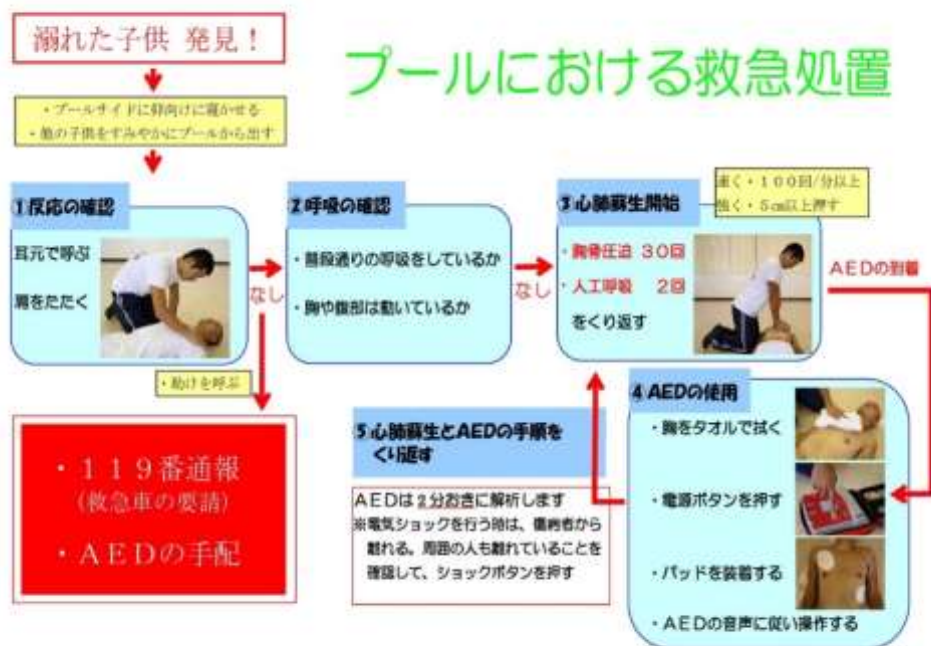 溺れた子供 発見！
プールにおける救急処置
・プールサイドに仰向けに寝かせる
・他の子供をすみやかにプールから出す
①反応の確認
耳元で呼ぶ
肩をたたく
なし
・助けを呼ぶ
・１１９番通報
(救急車の要請)
・ＡＥＤの手配
②呼吸の確認
・普段通りの呼吸をしているか
・胸や腹部は動いているか
なし
③心肺蘇生開始
速く・１００回/分以上
強く・５㎝以上押す
・胸骨圧迫 ３０回
・人工呼吸 ２回
をくり返す
ＡＥＤの到着
④AEDの使用
・胸をタオルで拭く
・電源ボタンを押す
・パッドを装着する
・ＡＥＤの音声に従い操作する
⑤心肺蘇生とAEDの手順を
くり返す
ＡＥＤは２分おきに解析します
※電気ショックを行う時は、傷病者から
離れる。周囲の人も離れていることを
確認して、ショックボタンを押す